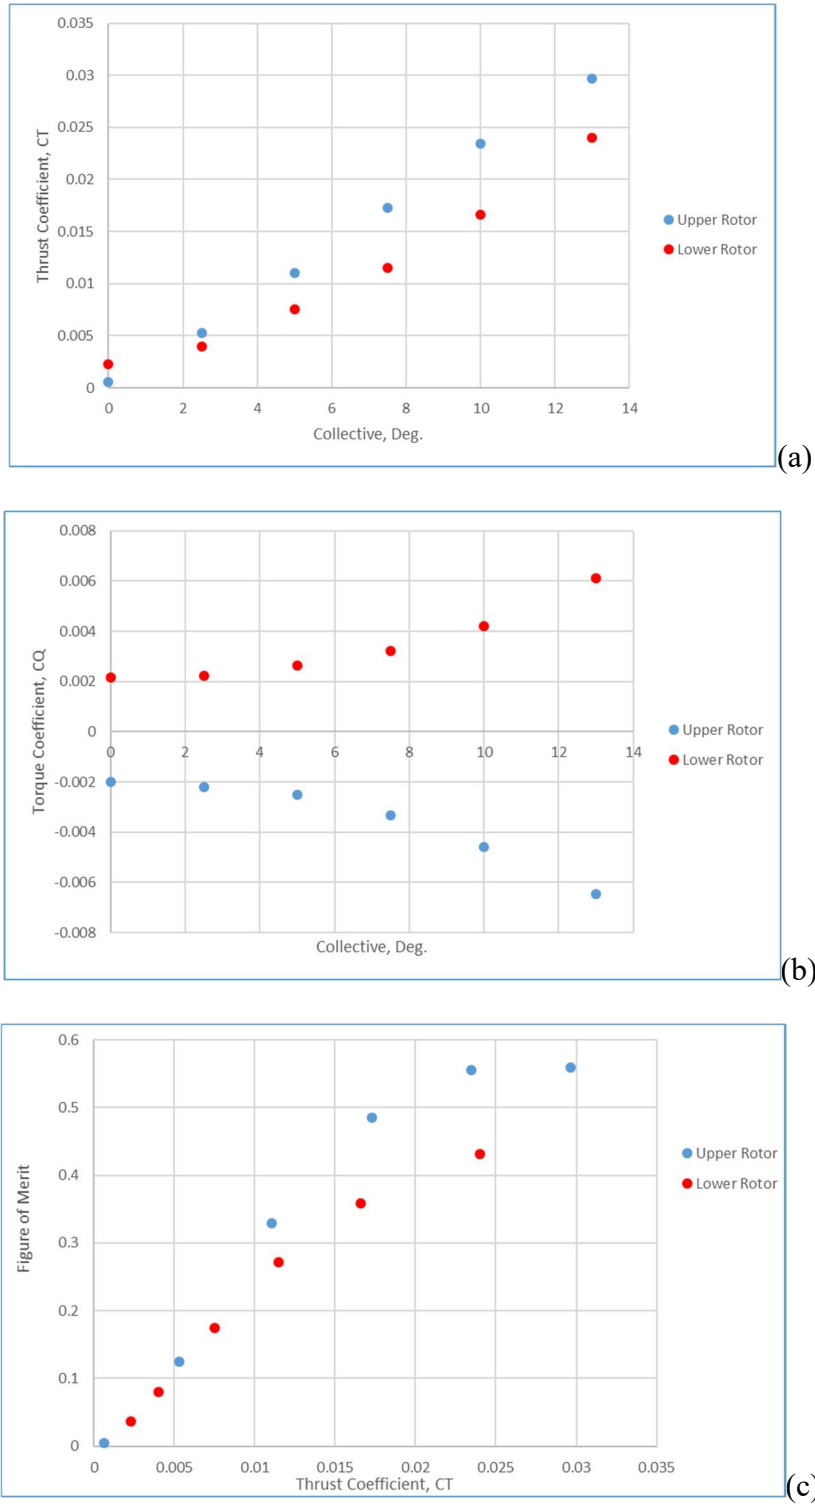 0.035
0.03
0.025
0.02
0.015
0.01
0.005
0
Thrust Coefficient, CT
0 2 4 6 8 10 12 14
Collective, Deg.
Upper Rotor
Lower Rotor
(a)
0.008
0.006
0.004
0.002
0
-0.002
-0.004
-0.006
-0.008
Torque Coefficient, CQ
0 2 4 6 8 10 12 14
Collective, Deg.
Upper Rotor
Lower Rotor
(b)
0.6
0.5
0.4
0.3
0.2
0.1
0
Figure of Merit
0 0.005 0.01 0.015 0.02 0.025 0.03 0.035
Thrust Coefficient, CT
Upper Rotor
Lower Rotor
(c)